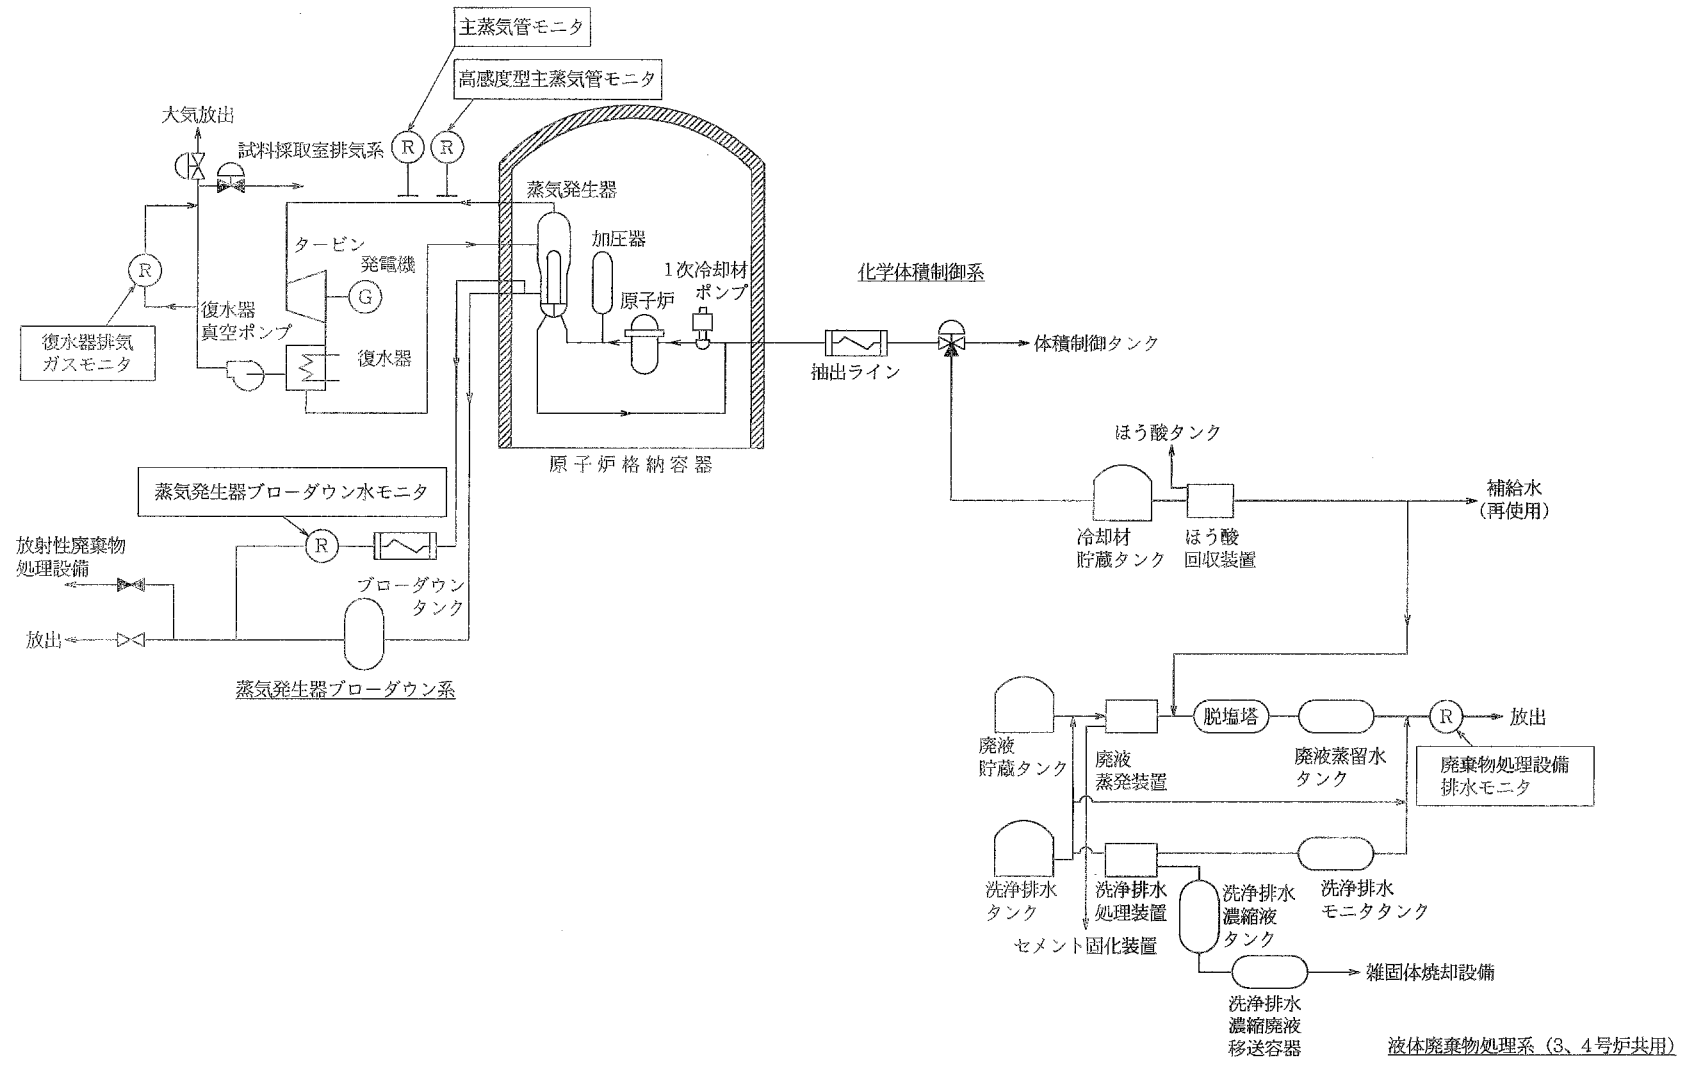 主蒸気管モニタ
高感度型主蒸気管モニタ
大気放出
試料採取室排気系
R
R
蒸気発生器
加圧器
1次冷却材
ポンプ
原子炉
タービン
発電機
G
R
復水器
真空ポンプ
復水器排気
ガスモニタ
復水器
化学体積制御系
体積制御タンク
抽出ライン
原子炉格納容器
ほう酸タンク
蒸気発生器ブローダウン水モニタ
補給水
（再使用）
冷却材
貯蔵タンク
ほう酸
回収装置
R
放射性廃棄物
処理設備
ブローダウン
タンク
放出
蒸気発生器ブローダウン系
脱塩塔
R
放出
廃液
貯蔵タンク
廃液
蒸発装置
廃液蒸留水
タンク
廃棄物処理設備
排水モニタ
洗浄排水
タンク
洗浄排水
処理装置
洗浄排水
濃縮液
タンク
洗浄排水
モニタタンク
セメント固化装置
雑固体焼却設備
洗浄排水
濃縮廃液
移送容器
液体廃棄物処理系（3、4号炉共用）